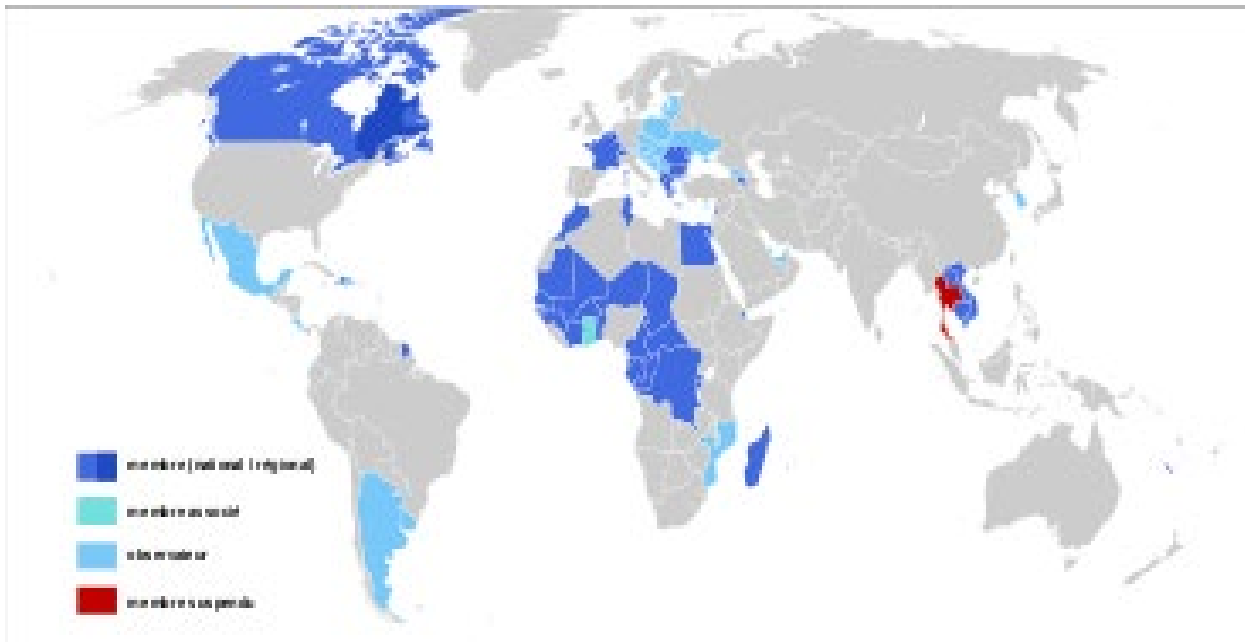 membre (national / régional)
membre associé
observateur
membre suspendu